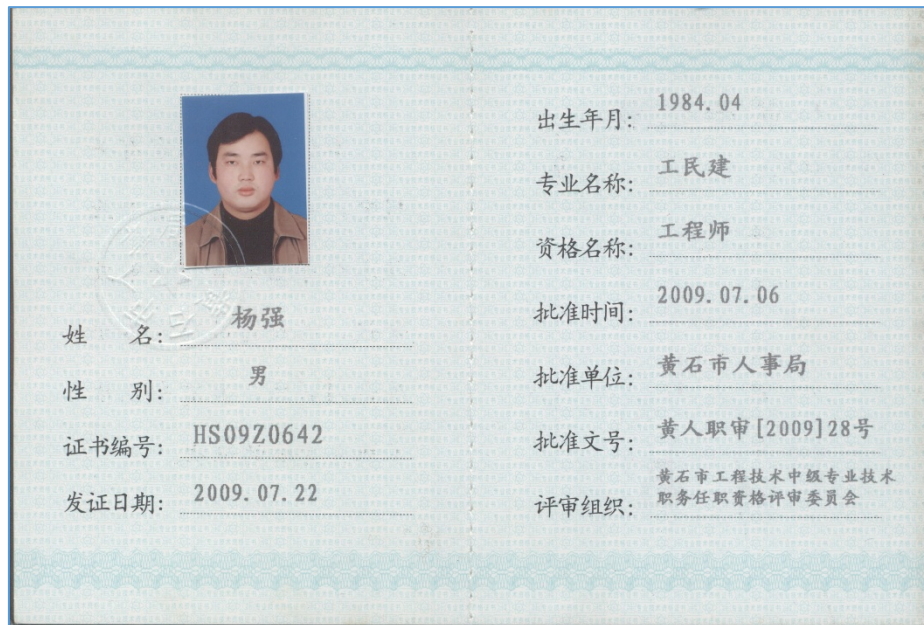 姓 名: 杨强
性 别: 男
证书编号: HS09Z0642
发证日期: 2009.07.22
出生年月: 1984.04
专业名称: 工民建
资格名称: 工程师
批准时间: 2009.07.06
批准单位: 黄石市人事局
批准文号: 黄人职审[2009]28号
评审组织: 黄石市工程技术中级专业技术
职务任职资格评审委员会